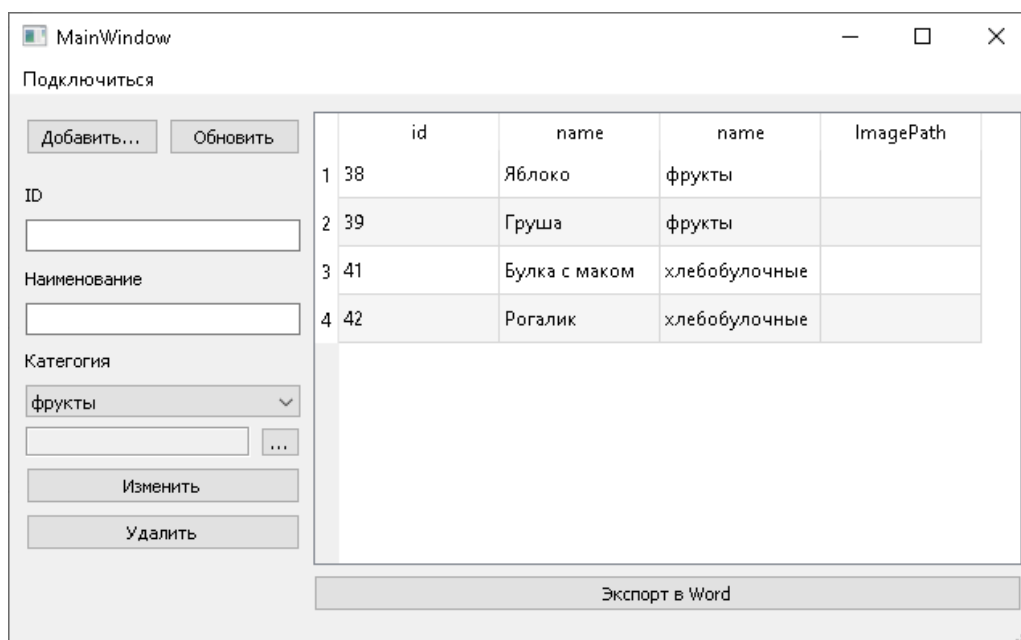 MainWindow
Подключиться
Добавить... Обновить
ID
Наименование
Категогия
фрукты
...
Изменить
Удалить
id name name ImagePath
1 38 Яблоко фрукты
2 39 Груша фрукты
3 41 Булка с маком хлебобулочные
4 42 Рогалик хлебобулочные
Экспорт в Word